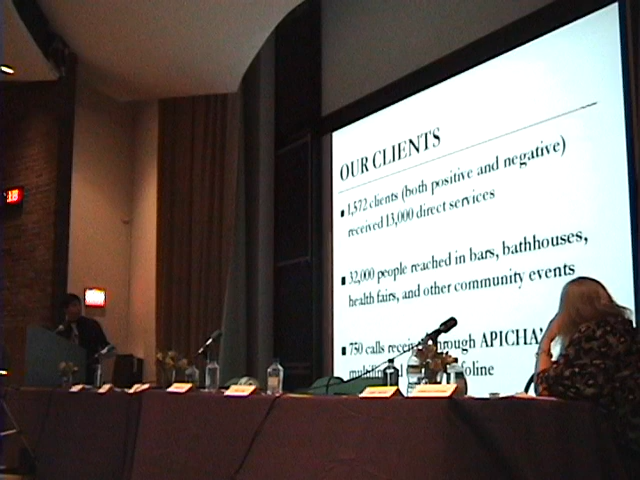 OUR CLIENTS
1,572 clients (both positive and negative)
received 13,000 direct services
32,000 people reached in bars, bathhouses,
health fairs, and other community events
750 calls through APICHA'
foline